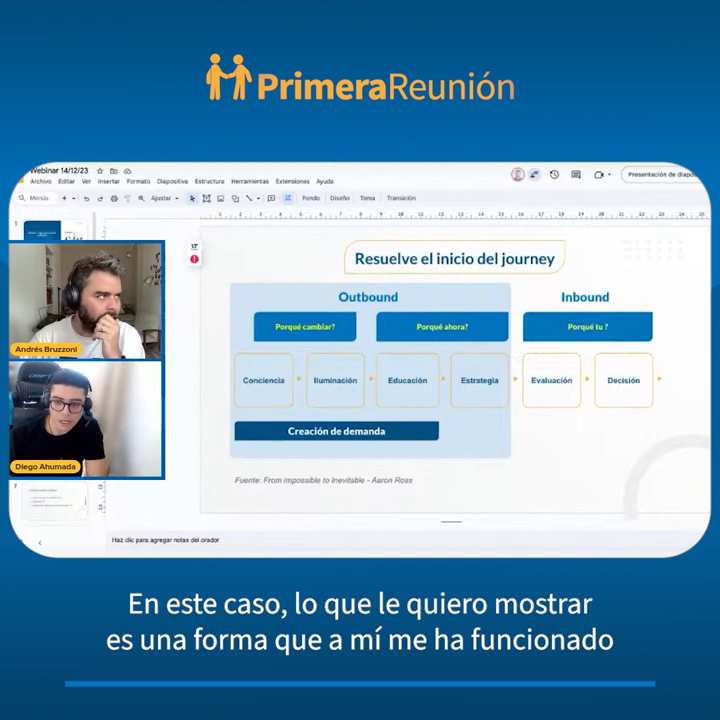 PrimeraReunión
Webinar 14/12/23
Archivo Editar Ver Insertar Formato Diapositiva Estructura Herramientas Extensiones Ayuda
Presentación de diapo
Menús
Ajustar
Fondo Diseño Tema Transición
Resuelve el inicio del journey
Outbound
Inbound
Porqué cambiar?
Porqué ahora?
Porqué tu ?
Conciencia
Iluminación
Educación
Estrategia
Evaluación
Decisión
Creación de demanda
Fuente: From impossible to Inevitable - Aaron Ross
Andrés Bruzzoni
Diego Ahumada
Haz clic para agregar notas del orador
En este caso, lo que le quiero mostrar
es una forma que a mí me ha funcionado